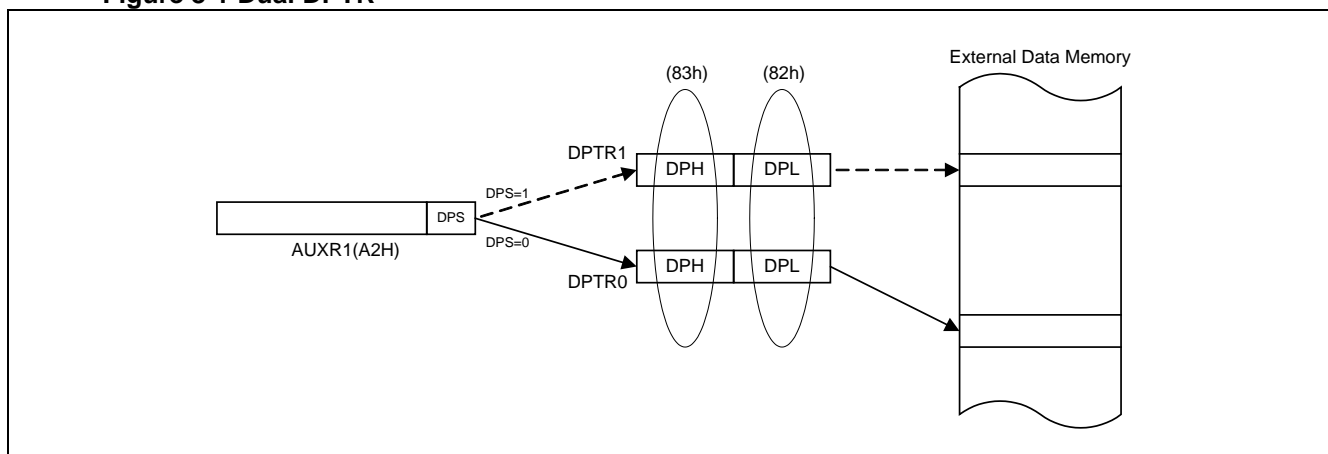 External Data Memory
(83h)
(82h)
DPTR1
DPH
DPL
DPS=1
DPS
AUXR1(A2H)
DPS=0
DPH
DPL
DPTR0